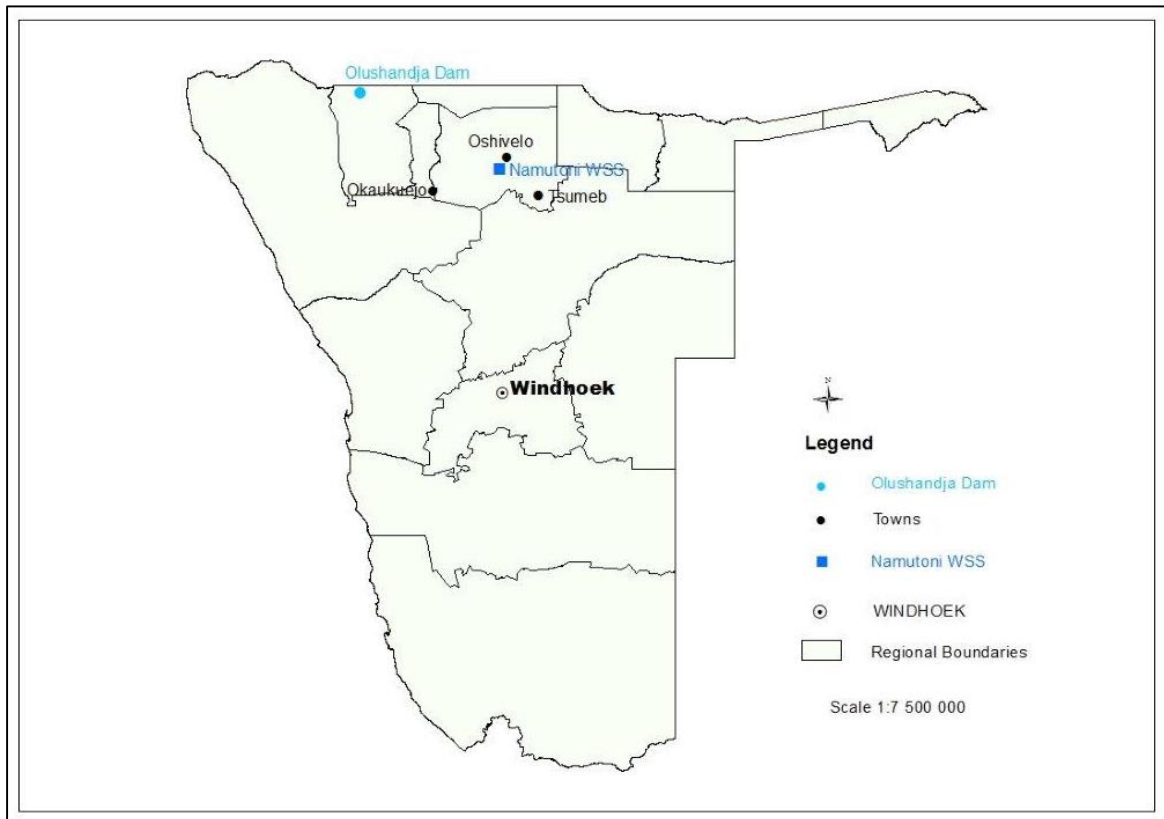 Olushandja Dam
Oshivelo
Namutoni WSS
Okaukuejo
Tsumeb
Windhoek
N
Legend
Olushandja Dam
Towns
Namutoni WSS
WINDHOEK
Regional Boundaries
Scale 1:7 500 000